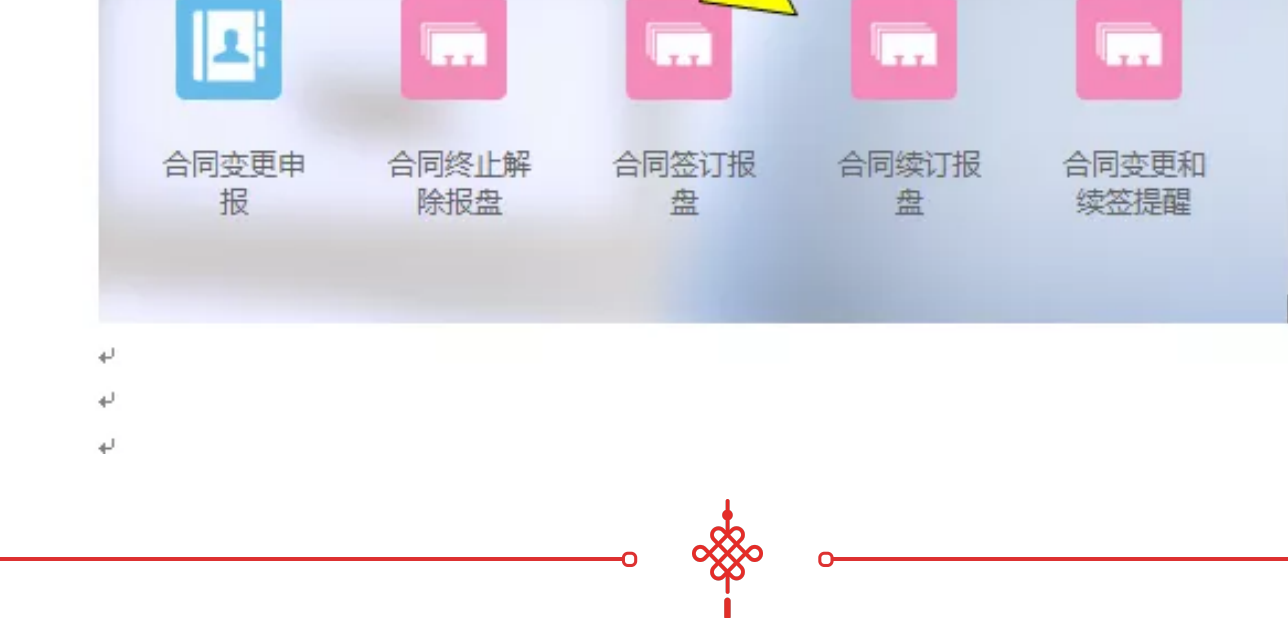 合同变更申
报
合同终止解
除报盘
合同签订报
盘
合同续订报
盘
合同变更和
续签提醒